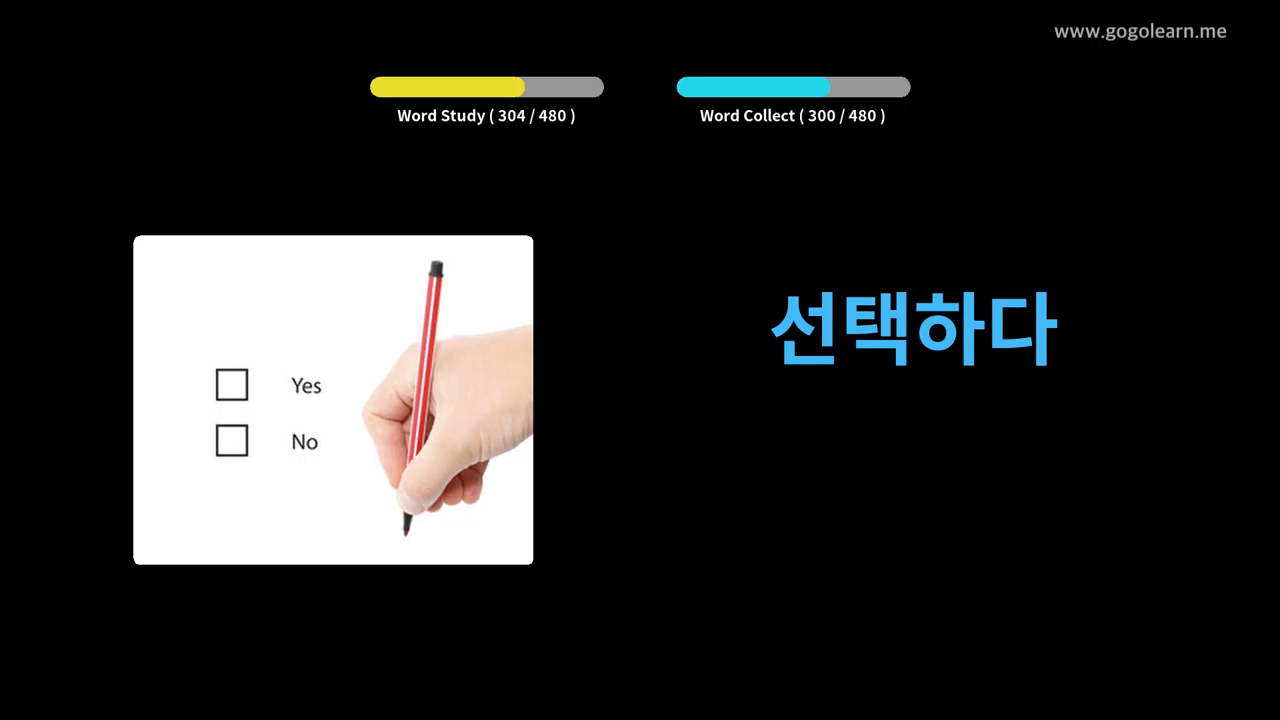 www.gogolearn.me
Word Study ( 304 / 480 )
Word Collect ( 300 / 480 )
선택하다
Yes
No